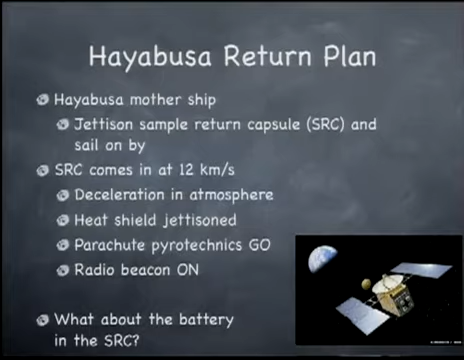 Hayabusa Return Plan
Hayabusa mother ship
Jettison sample return capsule (SRC) and
sail on by
SRC comes in at 12 km/s
Deceleration in atmosphere
Heat shield jettisoned
Parachute pyrotechnics GO
Radio beacon ON
What about the battery
in the SRC?